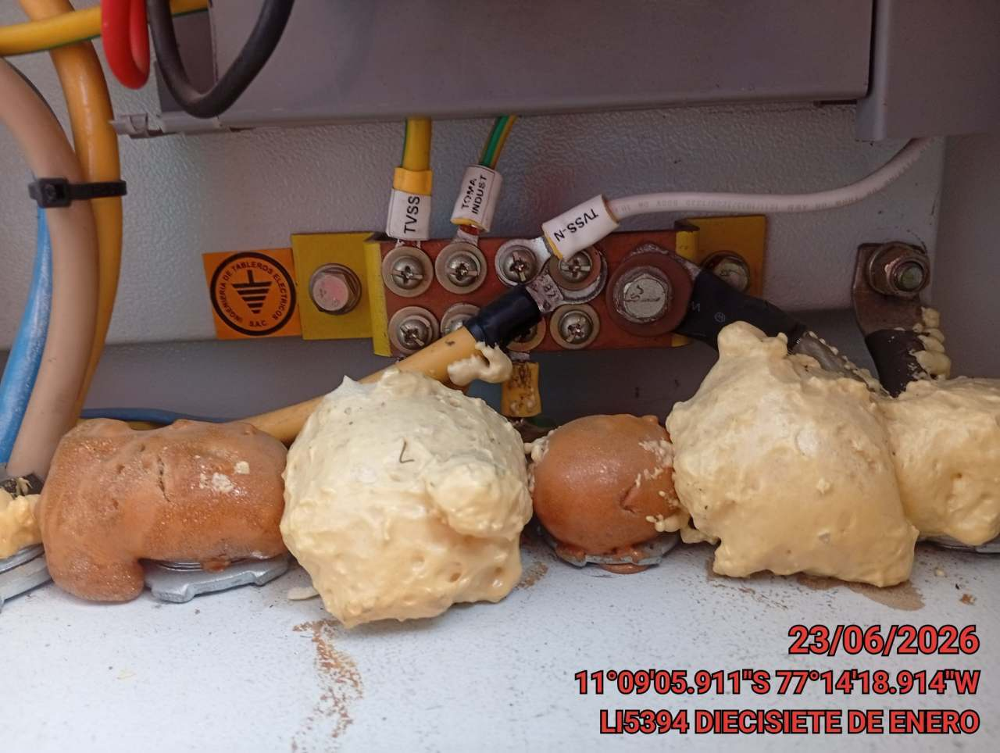 TVSS
TOMA
INDUST
TVSS-N
INGENIERIA DE TABLEROS ELECTRICOS
S.A.C.
23/06/2026
11°09'05.911"S 77°14'18.914"W
LI5394 DIECISIETE DE ENERO